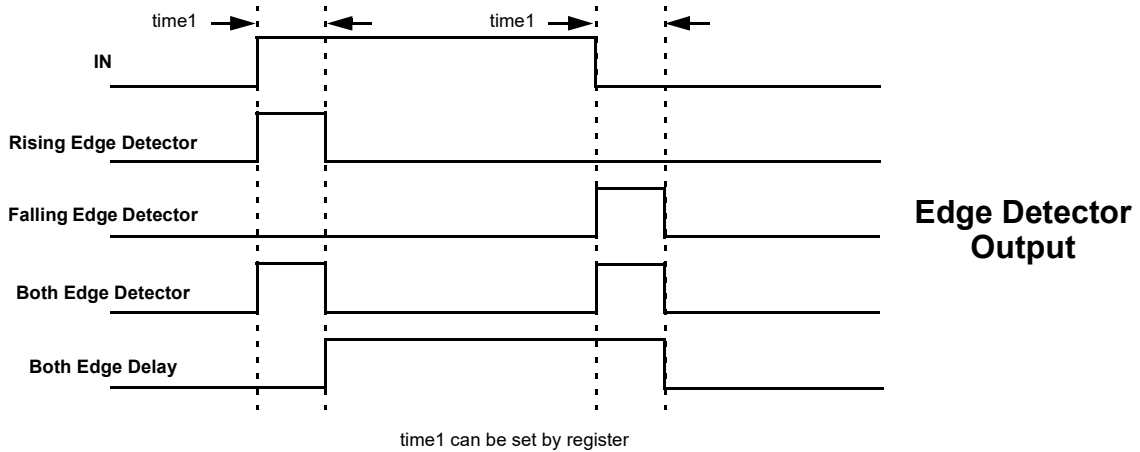 time1
time1
IN
Rising Edge Detector
Falling Edge Detector
Both Edge Detector
Both Edge Delay
Edge Detector
Output
time1 can be set by register